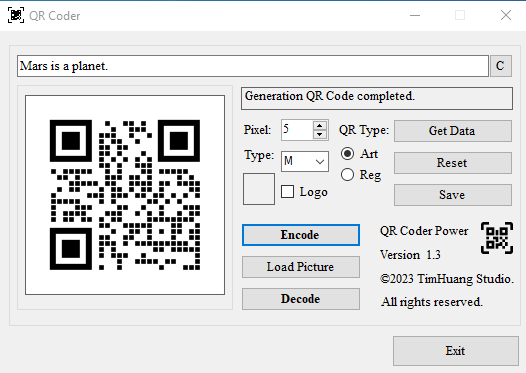 QR Coder
Mars is a planet.
C
Generation QR Code completed.
Pixel:
5
QR Type:
Get Data
Type:
M
Art
Reset
Reg
Logo
Save
Encode
QR Coder Power
Load Picture
Version 1.3
©2023 TimHuang Studio.
Decode
All rights reserved.
Exit